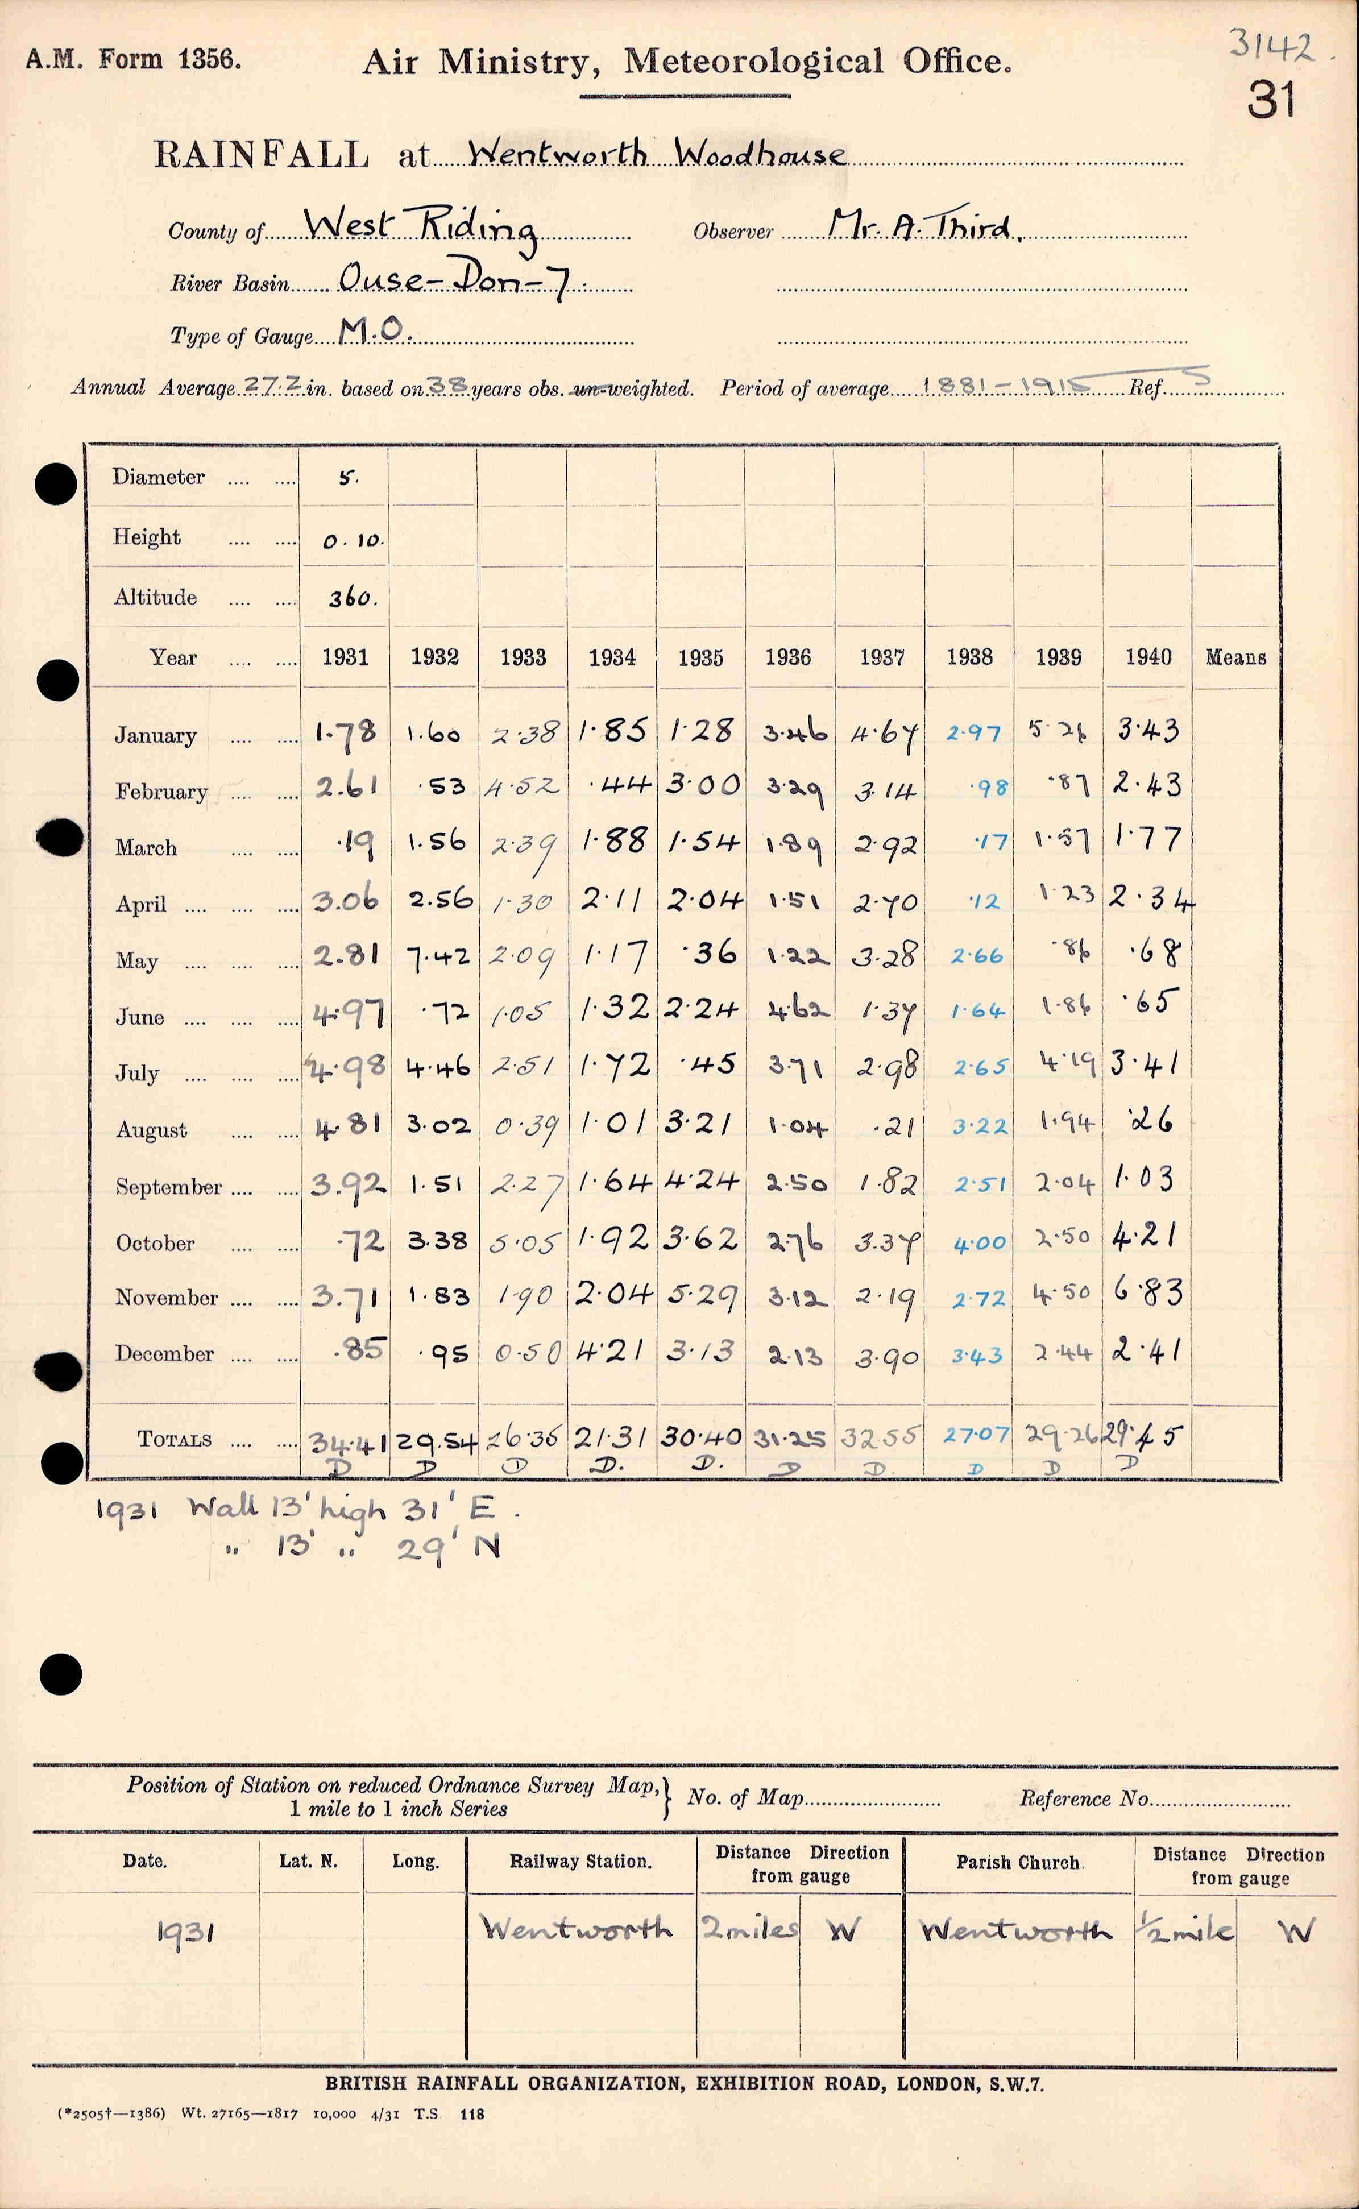 A.M. Form 1356.
Air Ministry, Meteorological Office.
3142.
31
RAINFALL at Wentworth Woodhouse
County of West Riding Observer Mr. A. Third.
River Basin Ouse-Don-7.
Type of Gauge M.O.
Annual Average 27.2 in. based on 38 years obs. un-weighted. Period of average 1881-1915 Ref. 5
Diameter .... .... 5.
Height .... .... 0.10.
Altitude .... .... 360.
Year .... .... 1931 1932 1933 1934 1935 1936 1937 1938 1939 1940 Means
January .... .... 1.78 1.60 2.38 1.85 1.28 3.46 4.67 2.97 5.26 3.43
February .... .... 2.61 .53 4.52 .44 3.00 3.29 3.14 .98 .87 2.43
March .... .... .19 1.56 2.39 1.88 1.54 1.89 2.92 .17 1.57 1.77
April .... .... .... 3.06 2.56 1.30 2.11 2.04 1.51 2.70 .12 1.23 2.34
May .... .... .... 2.81 7.42 2.09 1.17 .36 1.22 3.28 2.66 .86 .68
June .... .... .... 4.97 .72 1.05 1.32 2.24 4.62 1.37 1.64 1.86 .65
July .... .... .... 4.98 4.46 2.51 1.72 .45 3.71 2.98 2.65 4.19 3.41
August .... .... 4.81 3.02 0.39 1.01 3.21 1.04 .21 3.22 1.94 .26
September .... .... 3.92 1.51 2.27 1.64 4.24 2.50 1.82 2.51 2.04 1.03
October .... .... .72 3.38 5.05 1.92 3.62 2.76 3.37 4.00 2.50 4.21
November .... .... 3.71 1.83 1.90 2.04 5.29 3.12 2.19 2.72 4.50 6.83
December .... .... .85 .95 0.50 4.21 3.13 2.13 3.90 3.43 2.44 2.41
TOTALS .... .... 34.41 29.54 26.35 21.31 30.40 31.25 32.55 27.07 29.26 29.45
D D D D. D. D D. D D D
1931 Wall 13' high 31' E.
" 13' " 29' N
Position of Station on reduced Ordnance Survey Map, 1 mile to 1 inch Series } No. of Map Reference No.
Date. Lat. N. Long. Railway Station. Distance Direction from gauge Parish Church. Distance Direction from gauge
1931 Wentworth 2 miles W Wentworth 1/2 mile W
BRITISH RAINFALL ORGANIZATION, EXHIBITION ROAD, LONDON, S.W.7.
(*2505†—1386) Wt. 27165—1817 10,000 4/31 T.S. 118